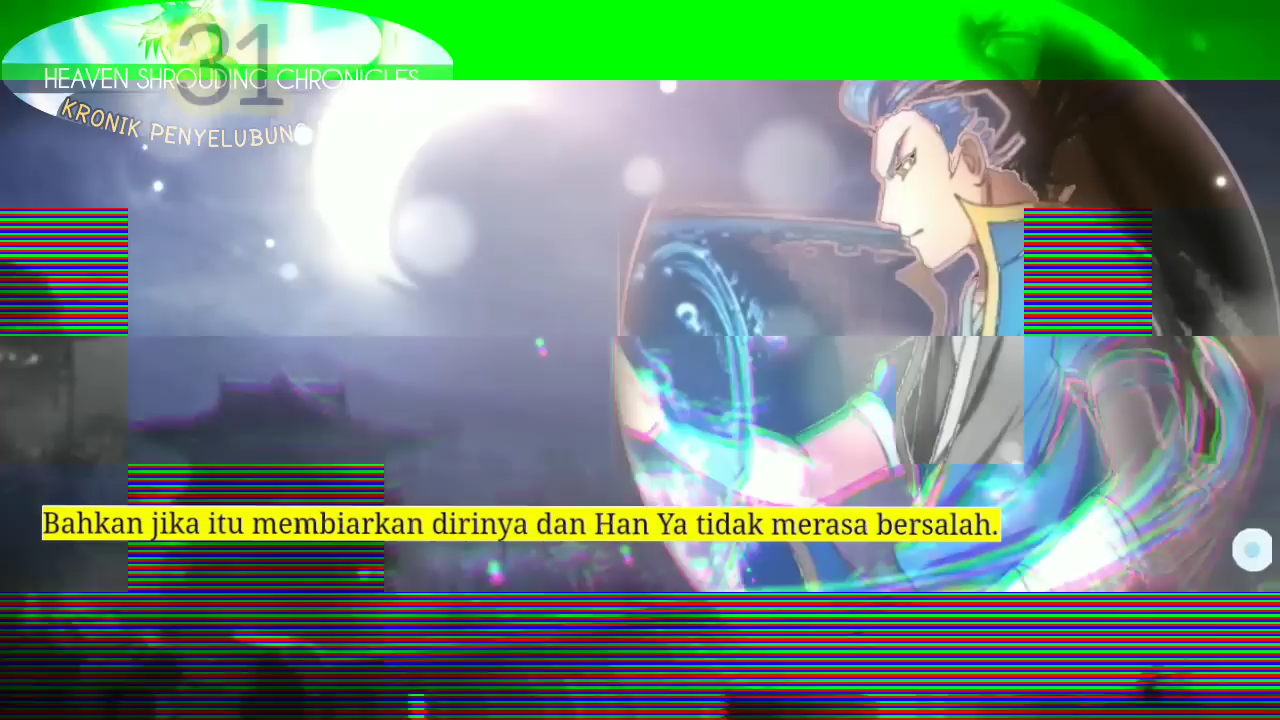 31
HEAVEN SHROUDING CHRONICLES
KRONIK PENYELUBUNG
Bahkan jika itu membiarkan dirinya dan Han Ya tidak merasa bersalah.